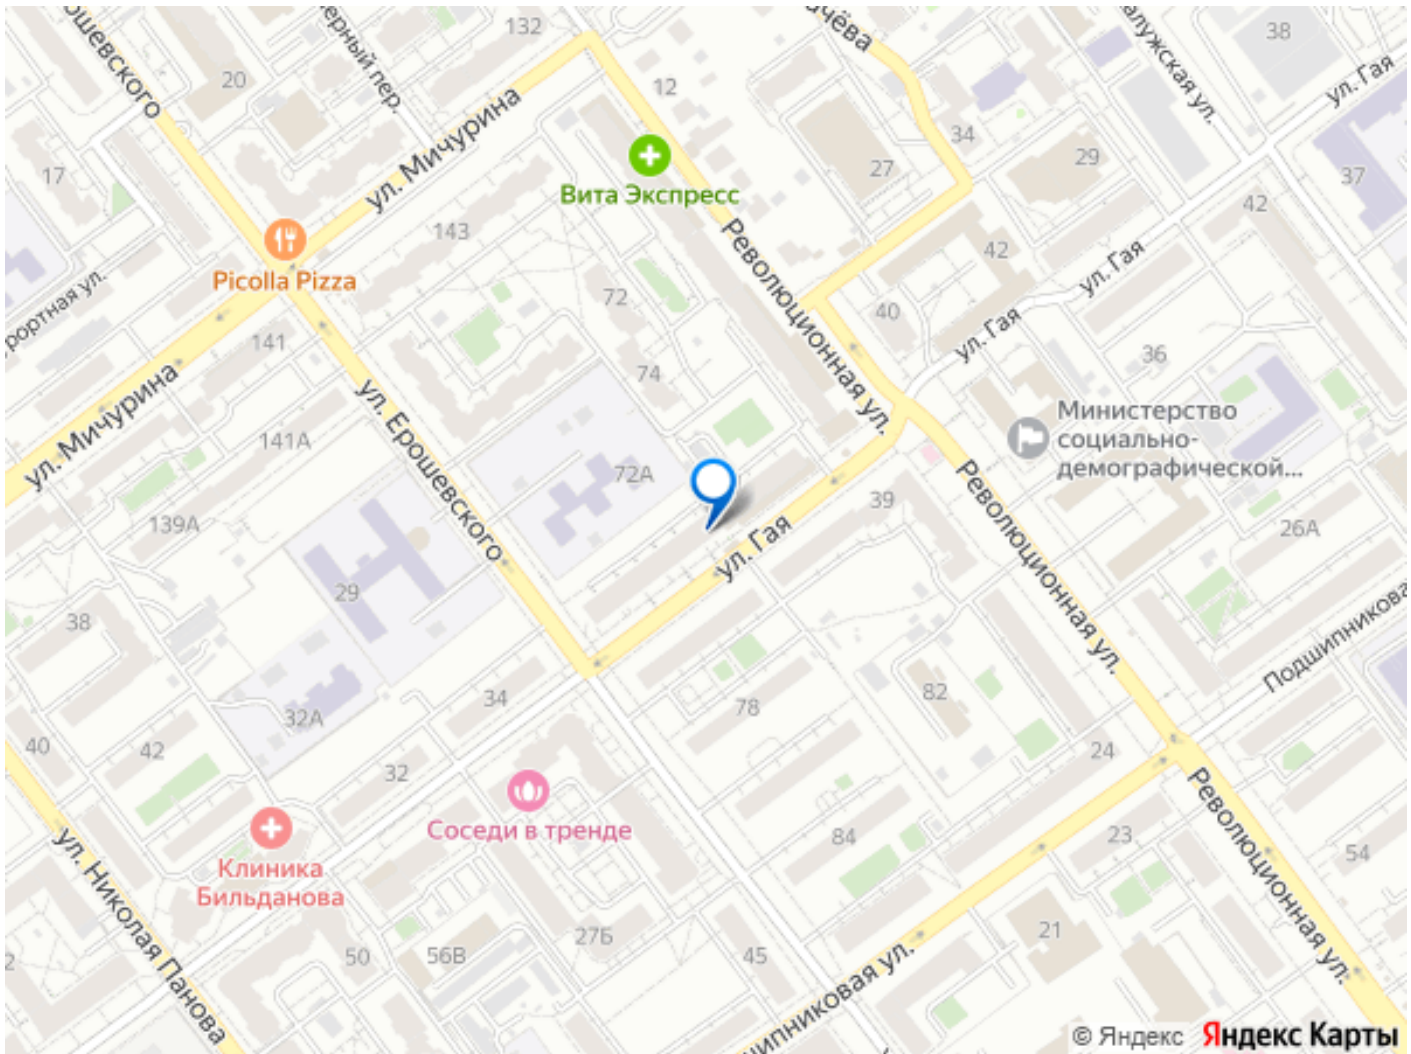 132
38
ул. Гая
20
12
34
ул. Мичурина
29
27
17
37
Вита Экспресс
42
143
42
ул. Гая
Picolla Pizza
72
Революционная ул.
40
141
ул. Гая
36
74
ул. Мичурина
ул. Ерошевского
Министерство
социально-
демографической...
141А
72А
139А
39
26А
ул. Гая
Революционная ул.
29
38
32А
34
78
82
40
42
32
24
Соседи в тренде
84
23
54
Клиника
Бильданова
Революционная ул.
ул. Николая Панова
27Б
21
50
56В
45
© Яндекс
Яндекс Карты